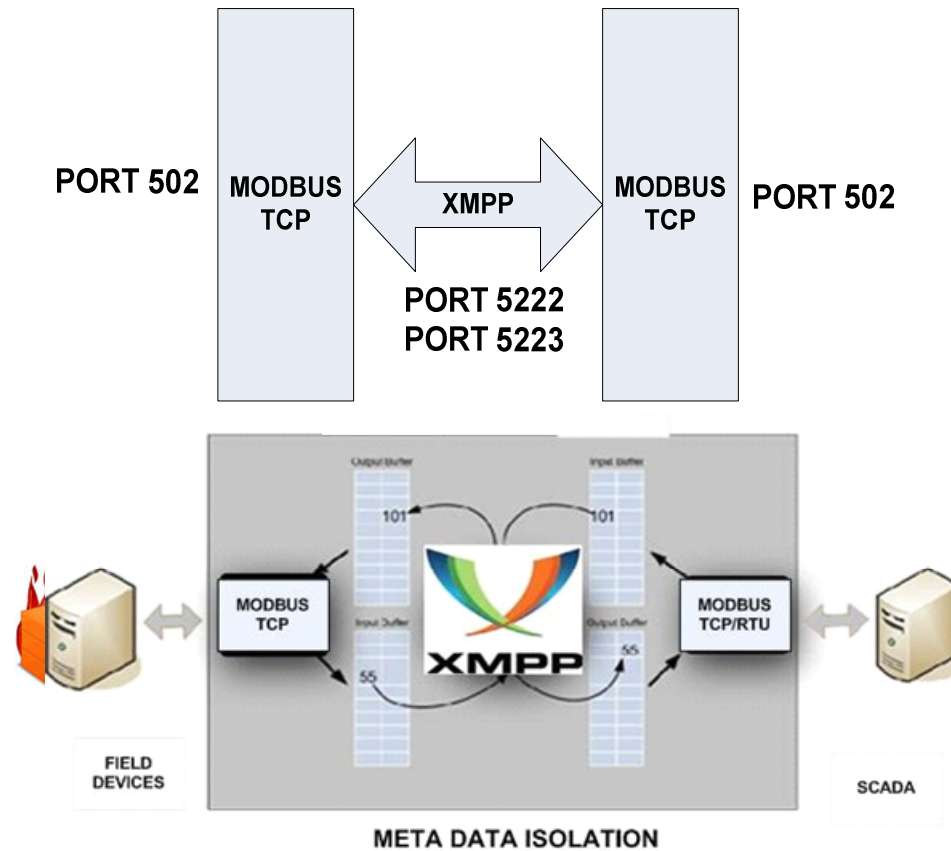 PORT 502
MODBUS
TCP
XMPP
MODBUS
TCP
PORT 502
PORT 5222
PORT 5223
Output Buffer
Input Buffer
101
101
MODBUS
TCP
XMPP
MODBUS
TCP/RTU
Input Buffer
Output Buffer
55
55
FIELD
DEVICES
SCADA
META DATA ISOLATION